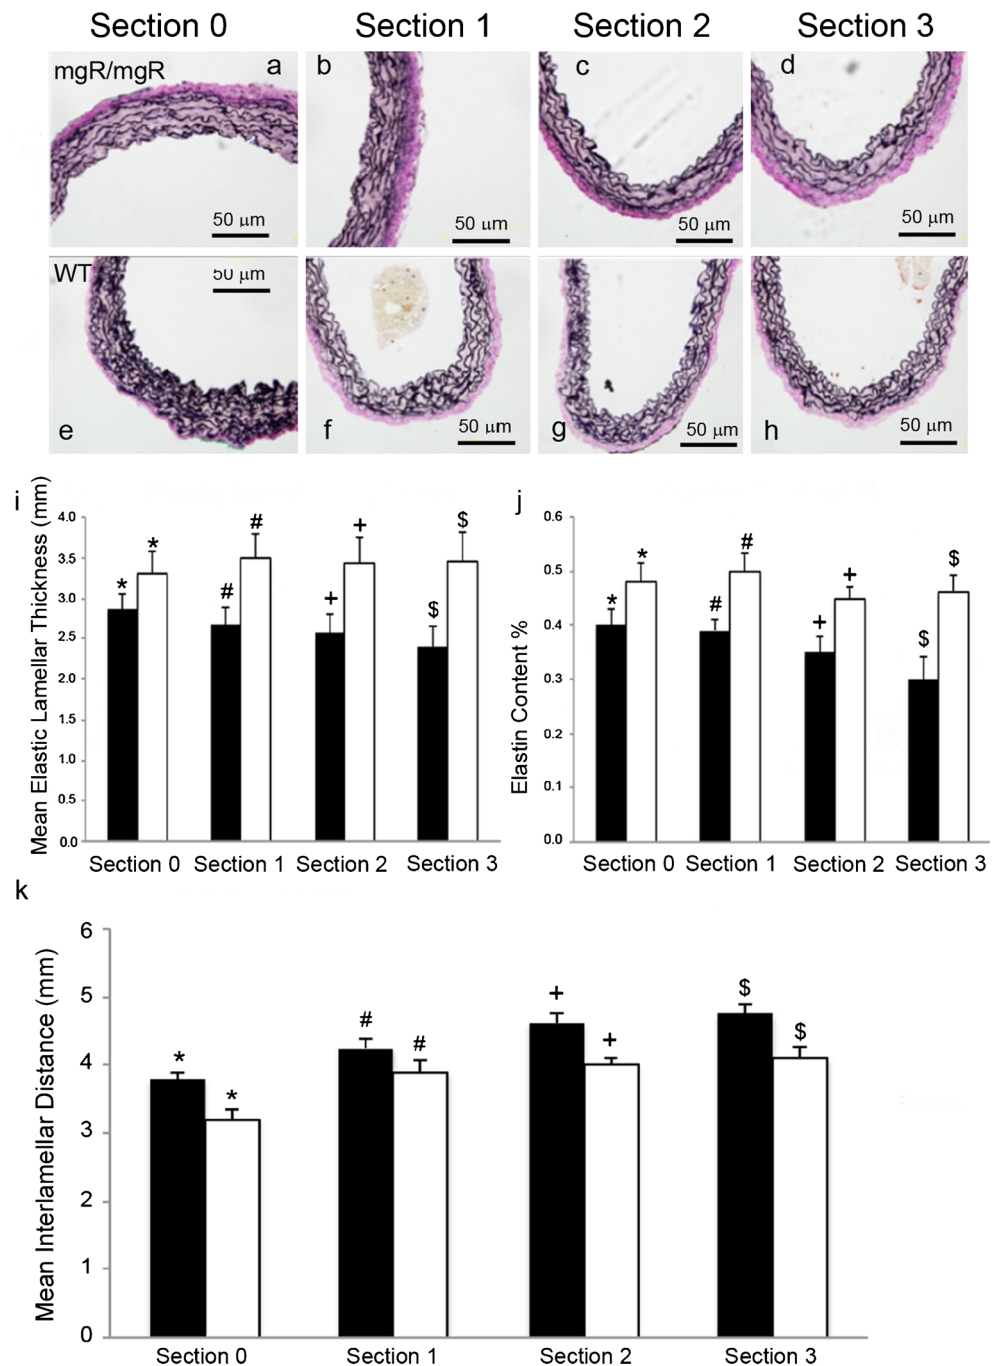 Section 0 Section 1 Section 2 Section 3
mgR/mgR a b c d
50 μm 50 μm 50 μm 50 μm
WT 50 μm
e f g h
50 μm 50 μm 50 μm
i
Mean Elastic Lamellar Thickness (mm)
4.0
3.5
3.0
2.5
2.0
1.5
1.0
0.5
0.0
* * # # + + $ $
Section 0 Section 1 Section 2 Section 3
j
Elastin Content %
0.6
0.5
0.4
0.3
0.2
0.1
0.0
* * # # + + $ $
Section 0 Section 1 Section 2 Section 3
k
Mean Interlamellar Distance (mm)
6
5
4
3
2
1
0
* * # # + + $ $
Section 0 Section 1 Section 2 Section 3